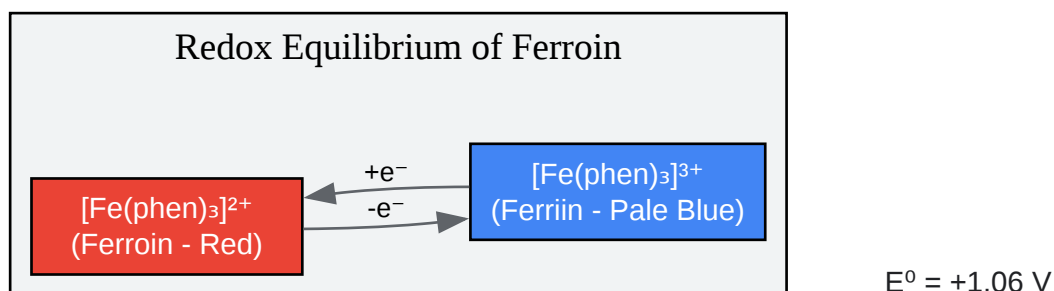 Redox Equilibrium of Ferroin
+e⁻
[Fe(phen)₃]³⁺
(Ferriin - Pale Blue)
[Fe(phen)₃]²⁺
(Ferroin - Red)
-e⁻
E⁰ = +1.06 V